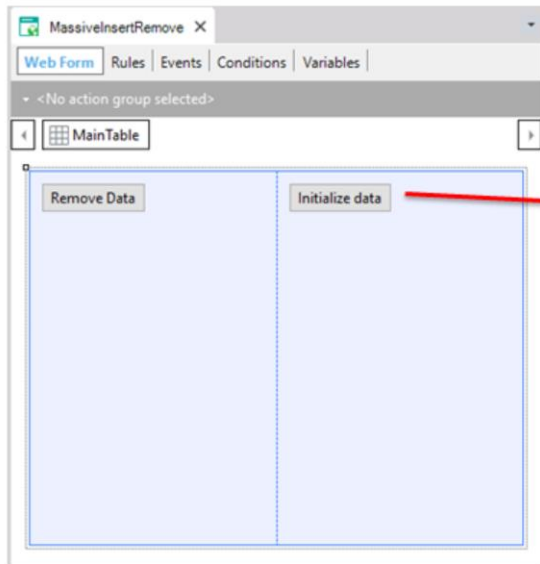 MassiveInsertRemove X
Web Form Rules Events Conditions Variables
<No action group selected>
MainTable
Remove Data Initialize data